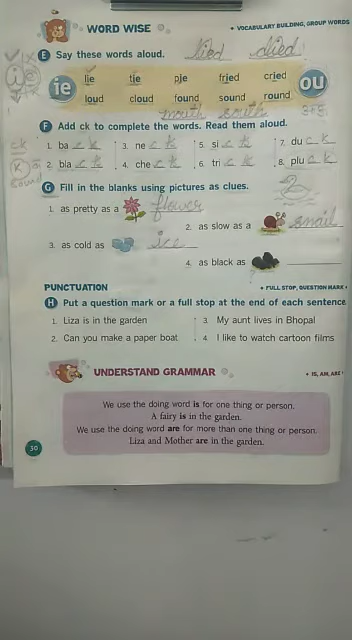 WORD WISE
• VOCABULARY BUILDING, GROUP WORDS
E Say these words aloud. lied died
ie lie tie pie fried cried ou
loud cloud found sound round
mouth south
F Add ck to complete the words. Read them aloud.
ck 1. ba c k 3. ne c k 5. si c k 7. du c k
K 2. bla c k 4. che c k 6. tri c k 8. plu c k
sound
G Fill in the blanks using pictures as clues.
1. as pretty as a flower
2. as slow as a snail
3. as cold as ice
4. as black as
PUNCTUATION
• FULL STOP, QUESTION MARK •
H Put a question mark or a full stop at the end of each sentence
1. Liza is in the garden 3. My aunt lives in Bhopal
2. Can you make a paper boat 4. I like to watch cartoon films
UNDERSTAND GRAMMAR
• IS, AM, ARE •
We use the doing word is for one thing or person.
A fairy is in the garden.
We use the doing word are for more than one thing or person.
Liza and Mother are in the garden.
30